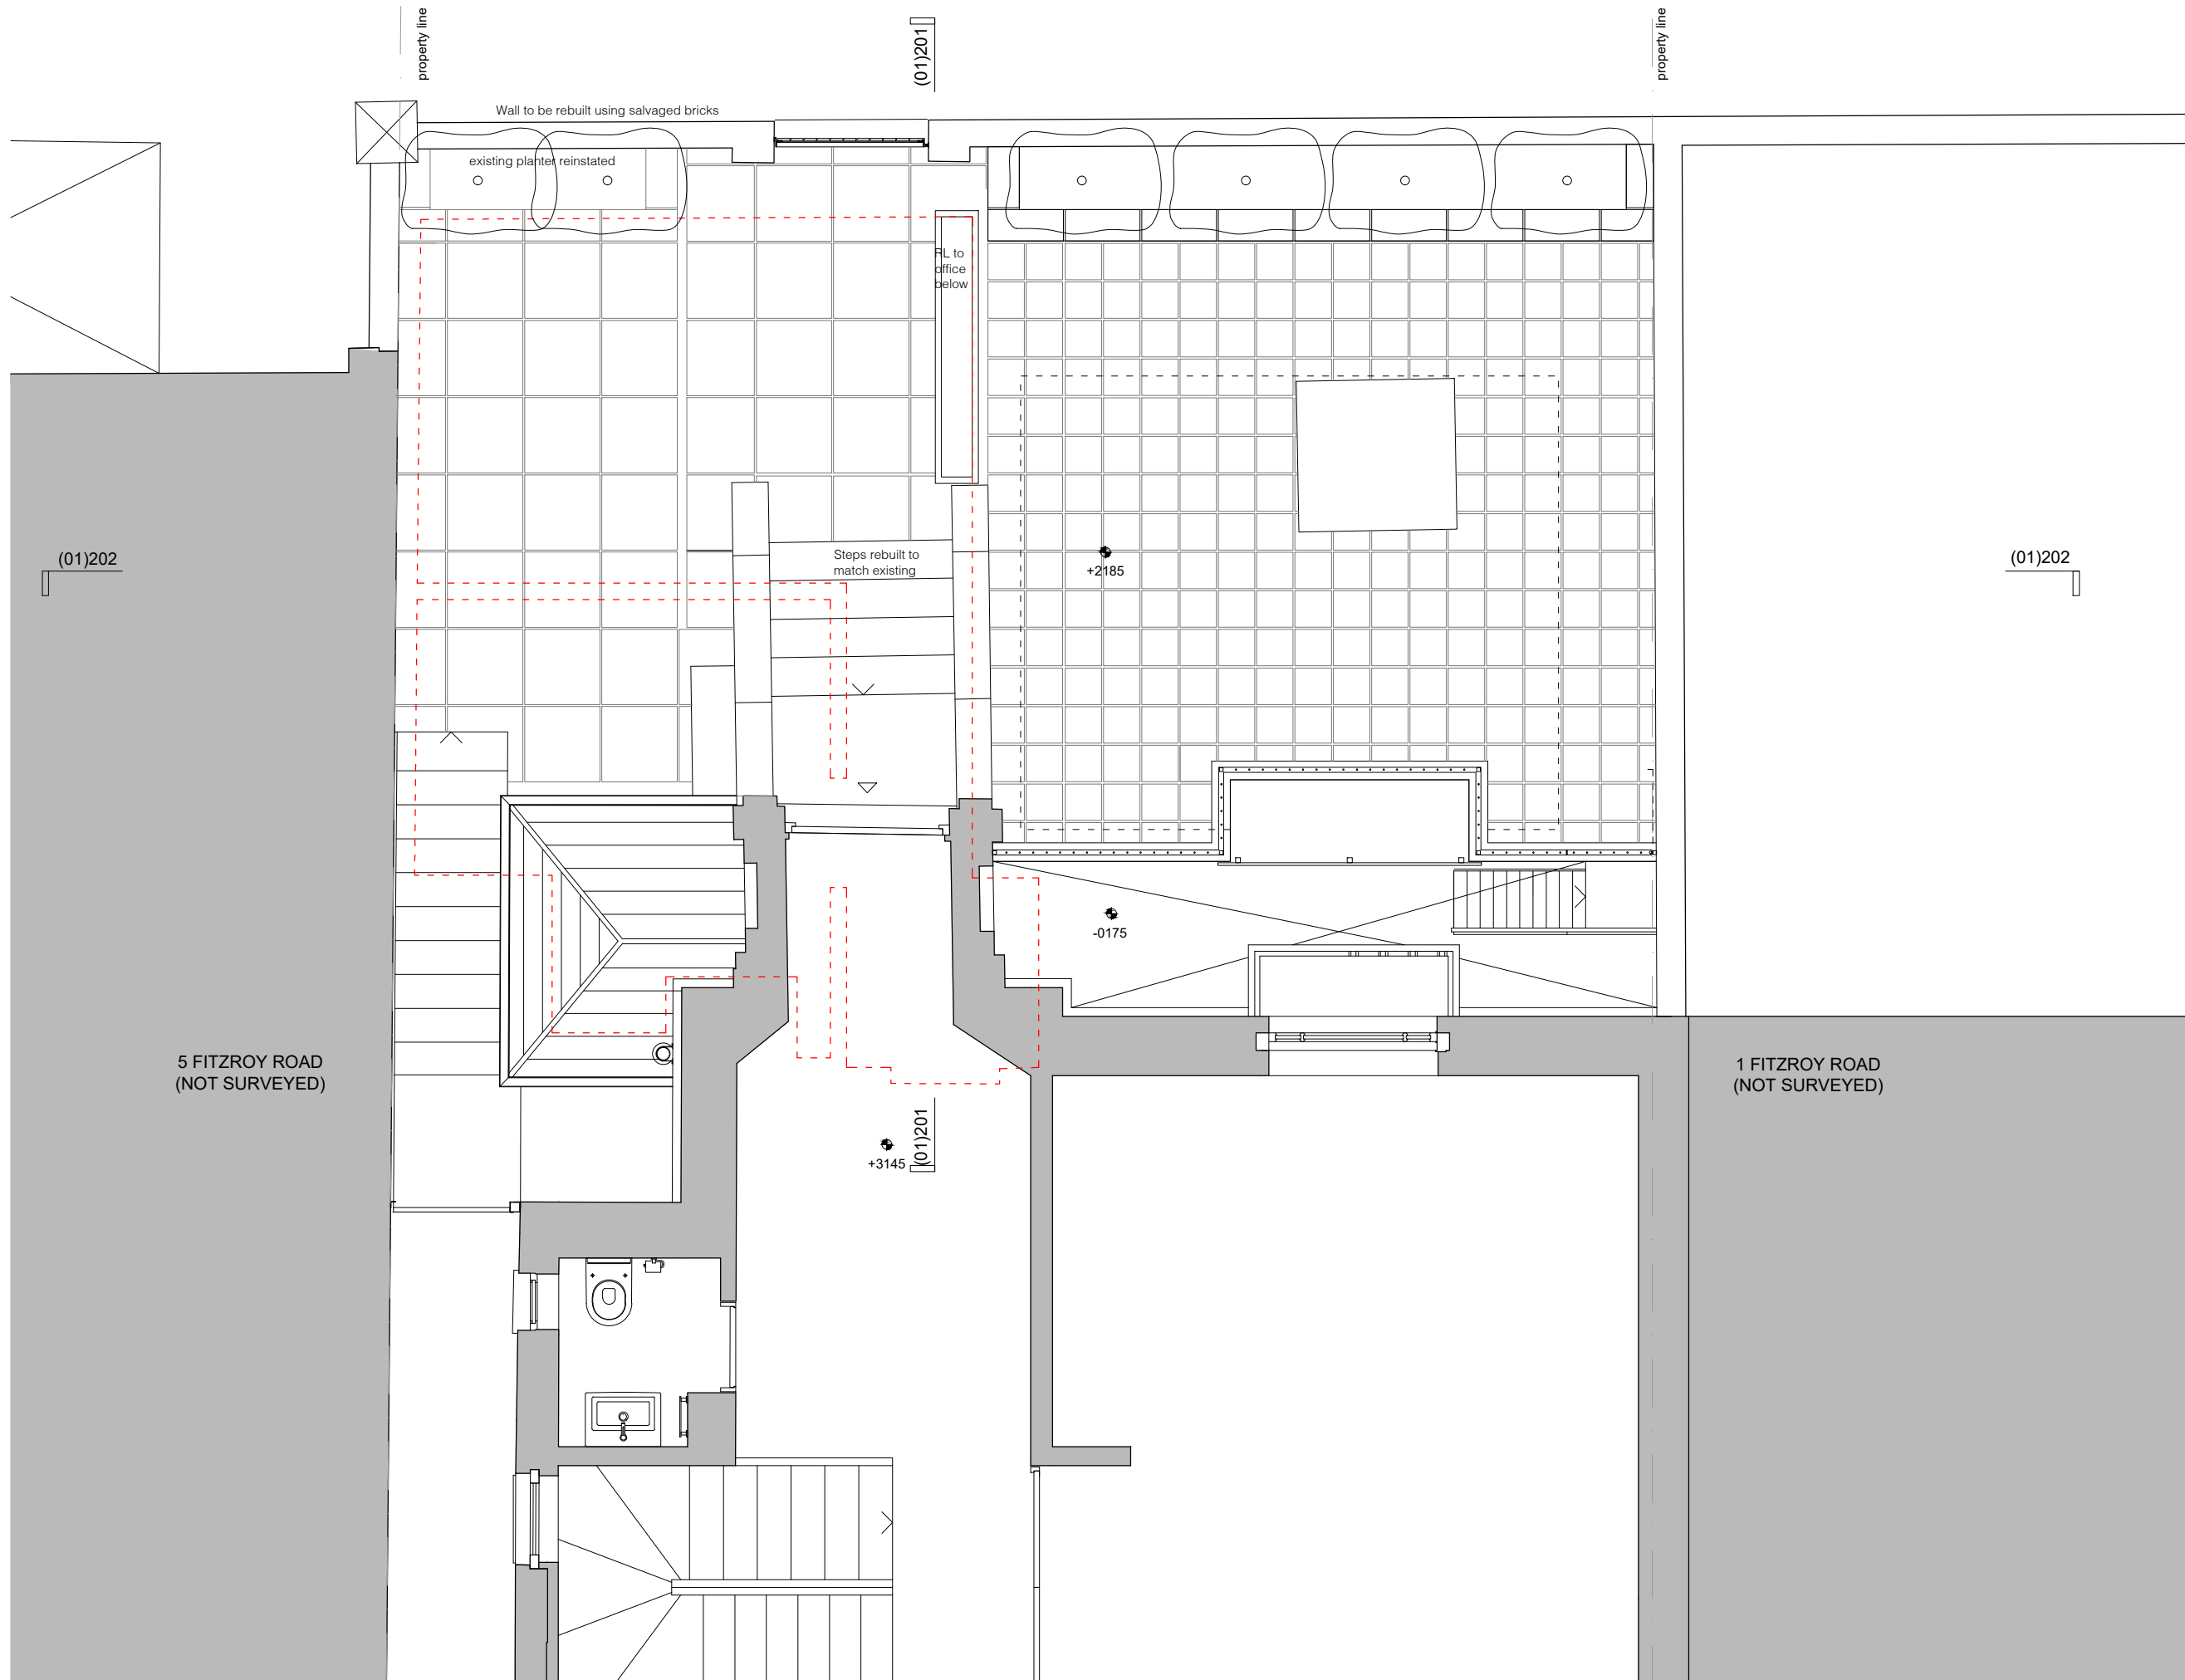 property line
(01)201
property line
Wall to be rebuilt using salvaged bricks
existing planter reinstated
RL to
office
below
(01)202
Steps rebuilt to
match existing
+2185
(01)202
-0175
5 FITZROY ROAD
(NOT SURVEYED)
1 FITZROY ROAD
(NOT SURVEYED)
(01)201
+3145